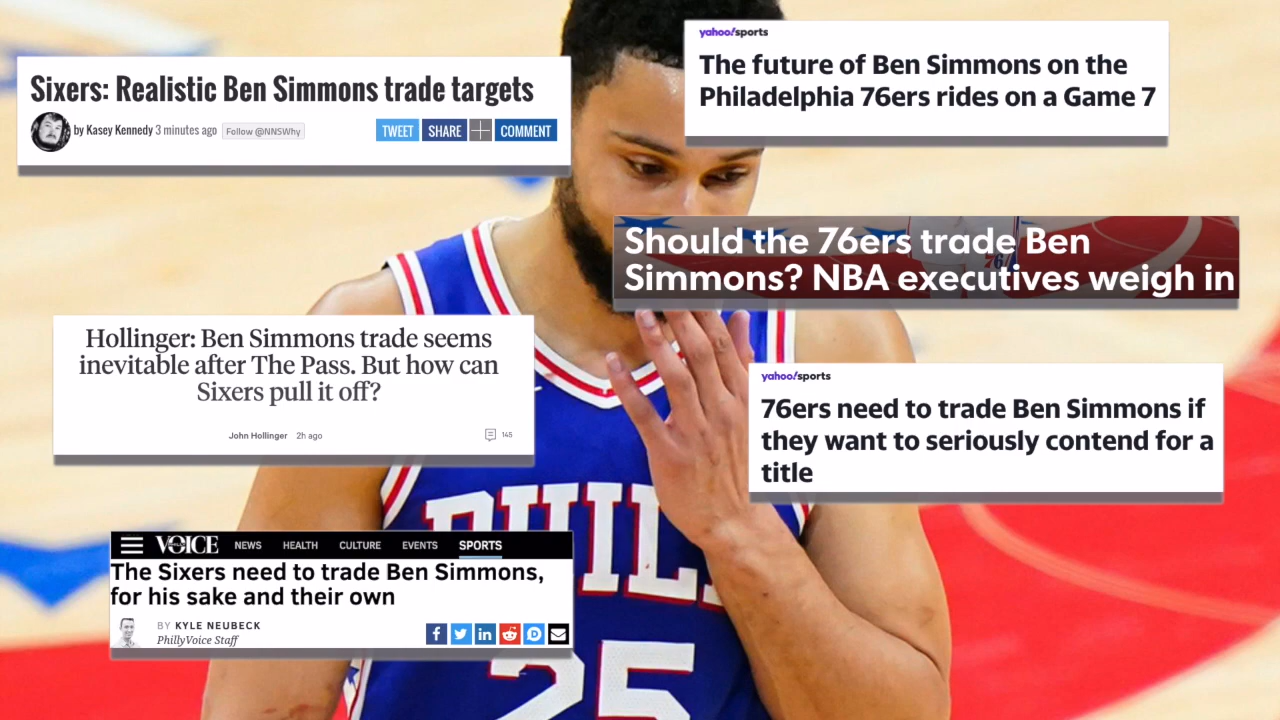 Sixers: Realistic Ben Simmons trade targets
by Kasey Kennedy 3 minutes ago Follow @NNSWhy TWEET SHARE COMMENT
yahoo!sports
The future of Ben Simmons on the
Philadelphia 76ers rides on a Game 7
Should the 76ers trade Ben
Simmons? NBA executives weigh in
Hollinger: Ben Simmons trade seems
inevitable after The Pass. But how can
Sixers pull it off?
John Hollinger 2h ago 145
yahoo!sports
76ers need to trade Ben Simmons if
they want to seriously contend for a
title
VOICE NEWS HEALTH CULTURE EVENTS SPORTS
The Sixers need to trade Ben Simmons,
for his sake and their own
BY KYLE NEUBECK
PhillyVoice Staff
PHIL
25